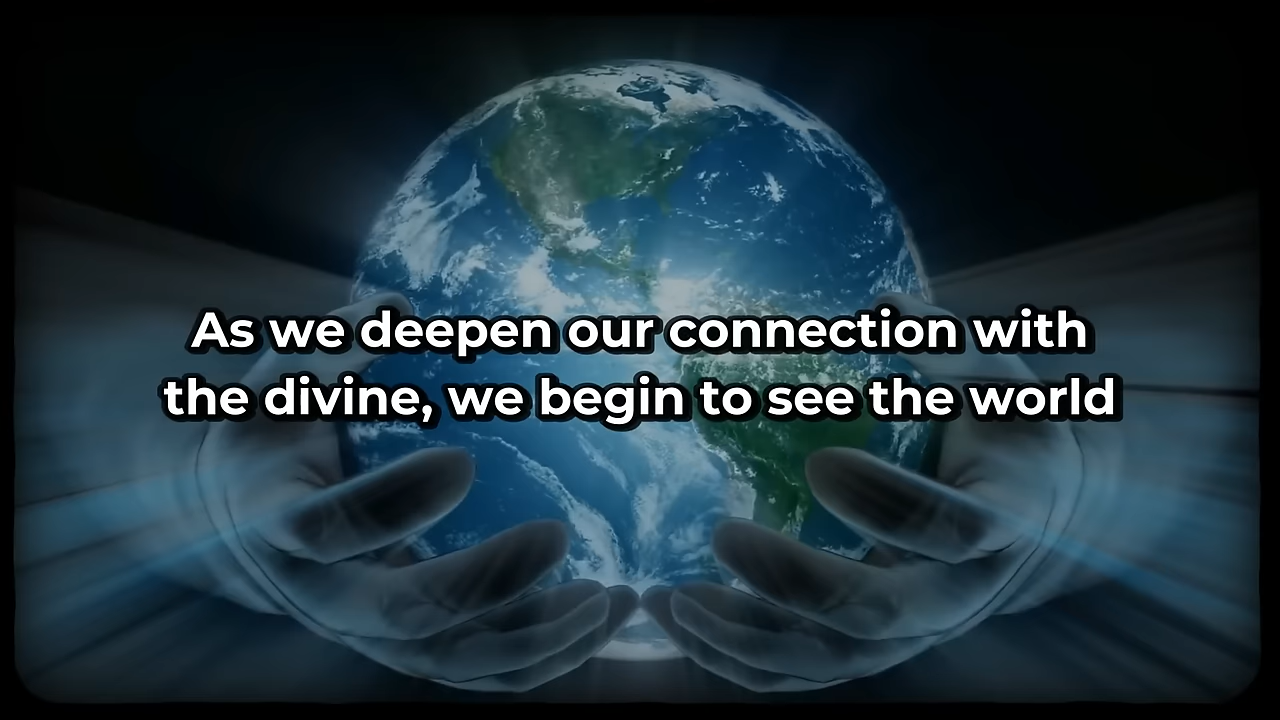 As we deepen our connection with
the divine, we begin to see the world